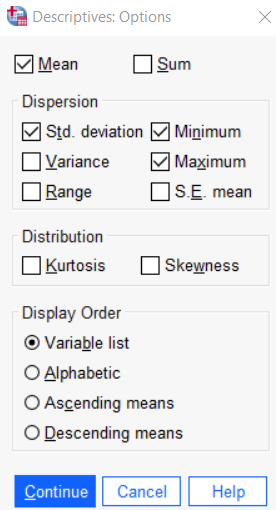 Descriptives: Options
Mean Sum
Dispersion
Std. deviation Minimum
Variance Maximum
Range S.E. mean
Distribution
Kurtosis Skewness
Display Order
Variable list
Alphabetic
Ascending means
Descending means
Continue Cancel Help